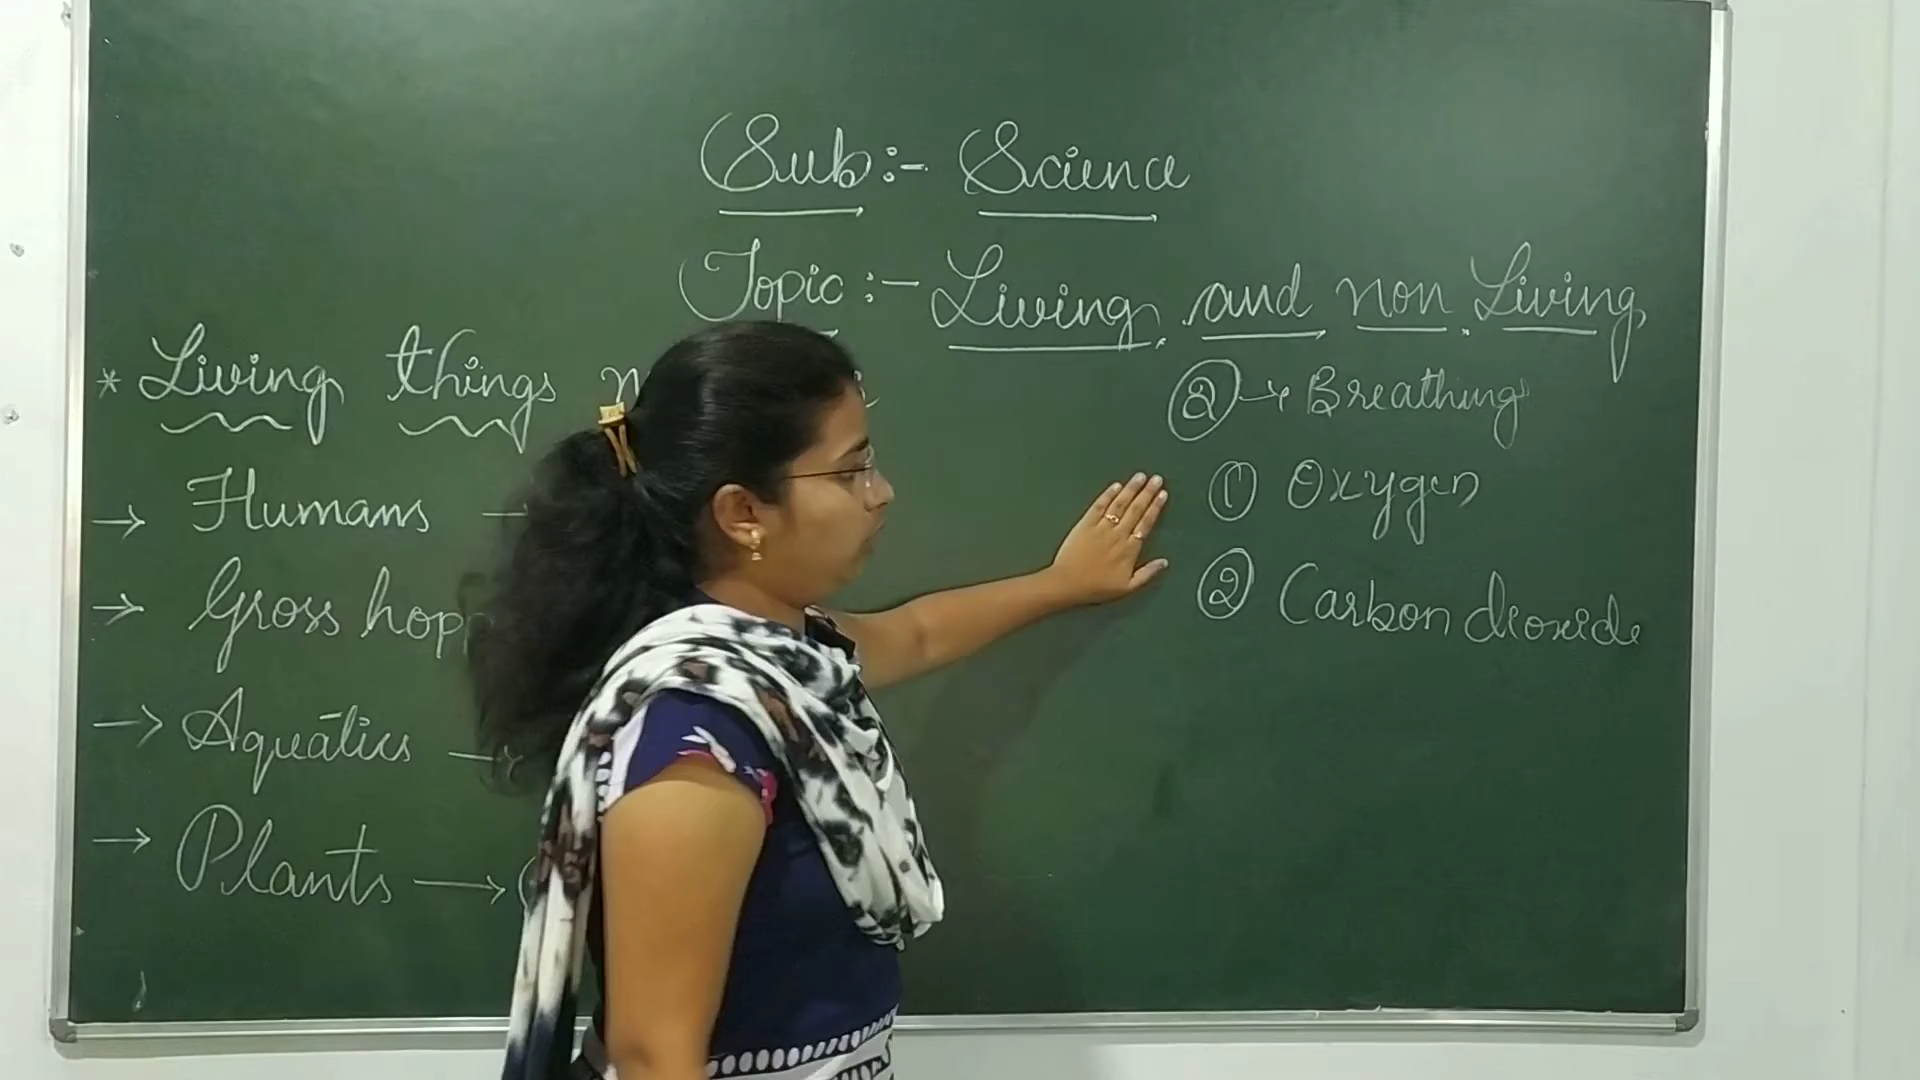 Sub:- Science
Topic:- Living and non Living
* Living things
② → Breathing
→ Humans →
① Oxygen
→ Gross hopp
② Carbon dioxide
→ Aquatics →
→ Plants →